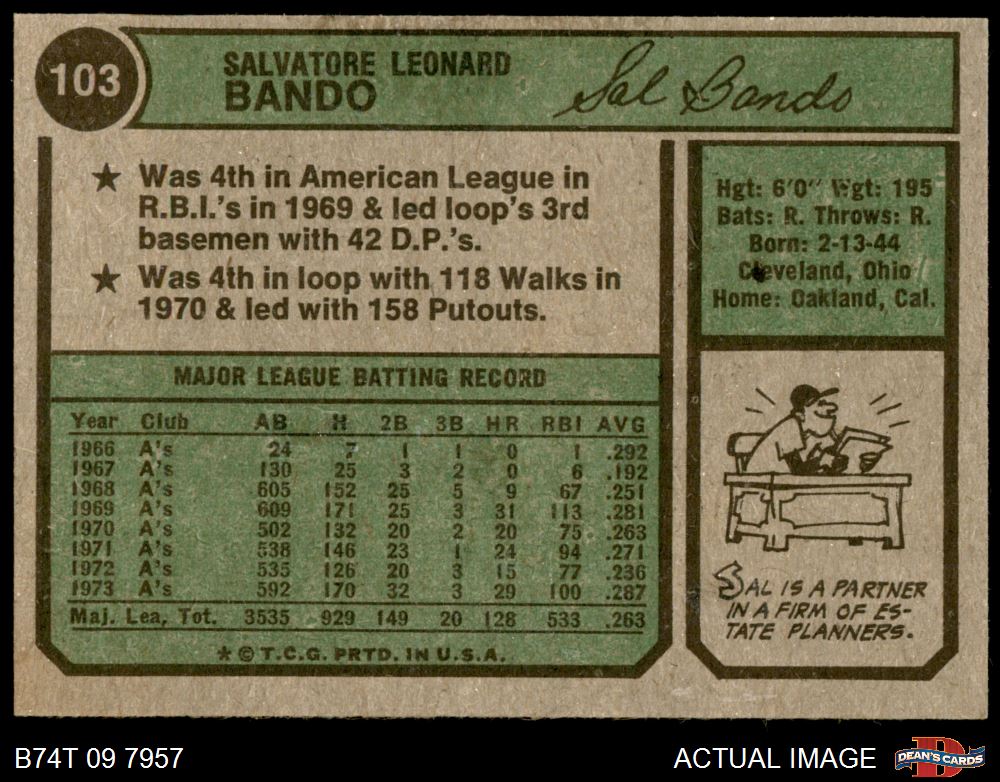 103
SALVATORE LEONARD
BANDO
Sal Bando
★ Was 4th in American League in
R.B.I.'s in 1969 & led loop's 3rd
basemen with 42 D.P.'s.
★ Was 4th in loop with 118 Walks in
1970 & led with 158 Putouts.
Hgt: 6'0" Wgt: 195
Bats: R. Throws: R.
Born: 2-13-44
Cleveland, Ohio
Home: Oakland, Cal.
MAJOR LEAGUE BATTING RECORD
Year Club AB H 2B 3B HR RBI AVG
1966 A's 24 7 1 1 0 1 .292
1967 A's 130 25 3 2 0 6 .192
1968 A's 605 152 25 5 9 67 .251
1969 A's 609 171 25 3 31 113 .281
1970 A's 502 132 20 2 20 75 .263
1971 A's 538 146 23 1 24 94 .271
1972 A's 535 126 20 3 15 77 .236
1973 A's 592 170 32 3 29 100 .287
Maj. Lea, Tot. 3535 929 149 20 128 533 .263
★ © T.C.G. PRTD. IN U.S.A.
SAL IS A PARTNER
IN A FIRM OF ES-
TATE PLANNERS.
B74T 09 7957
ACTUAL IMAGE
D
DEAN'S CARDS